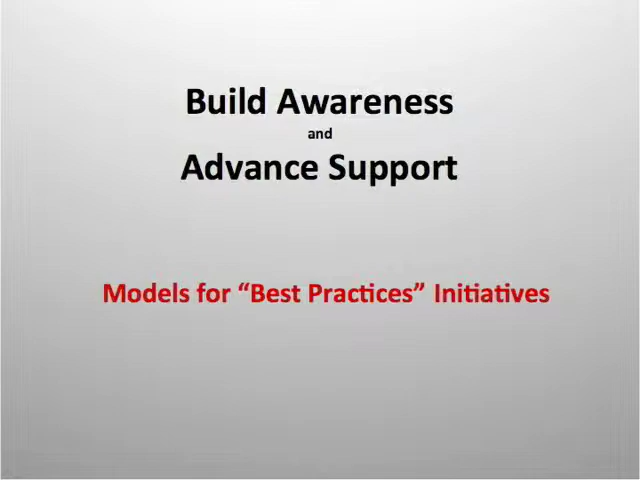 Build Awareness
and
Advance Support
Models for “Best Practices” Initiatives